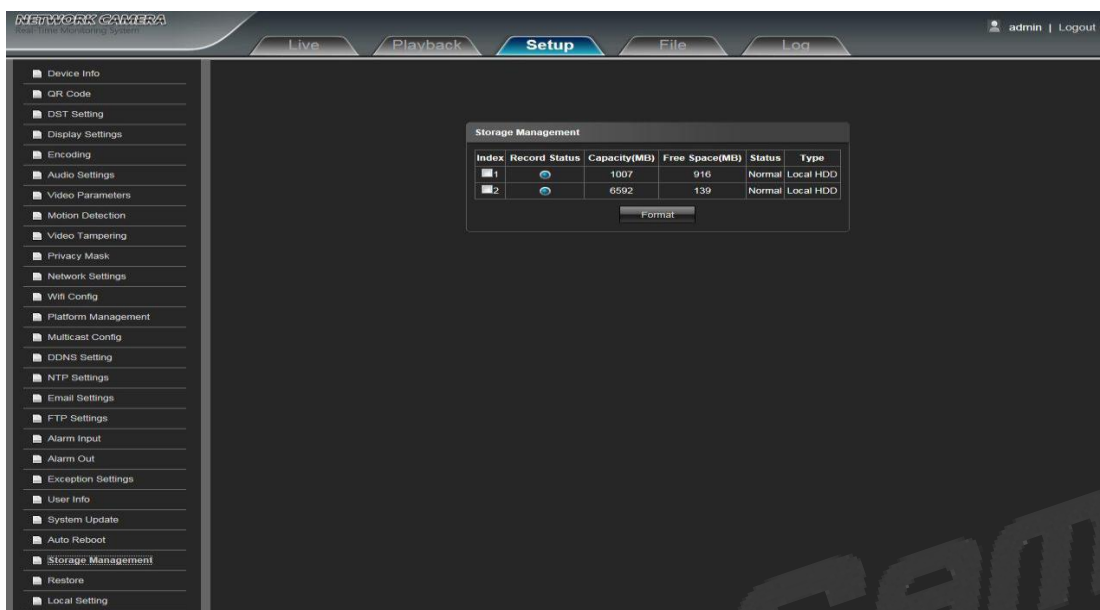 NETWORK CAMERA
Real-Time Monitoring System
admin | Logout
Live Playback Setup File Log
Device Info
QR Code
DST Setting
Display Settings
Encoding
Audio Settings
Video Parameters
Motion Detection
Video Tampering
Privacy Mask
Network Settings
Wifi Config
Platform Management
Multicast Config
DDNS Setting
NTP Settings
Email Settings
FTP Settings
Alarm Input
Alarm Out
Exception Settings
User Info
System Update
Auto Reboot
Storage Management
Restore
Local Setting
Storage Management
Index Record Status Capacity(MB) Free Space(MB) Status Type
1 1007 916 Normal Local HDD
2 6592 139 Normal Local HDD
Format